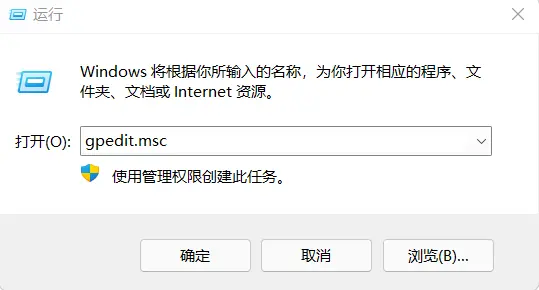 运行
Windows 将根据你所输入的名称，为你打开相应的程序、文
件夹、文档或 Internet 资源。
打开(O): gpedit.msc
使用管理权限创建此任务。
确定 取消 浏览(B)...